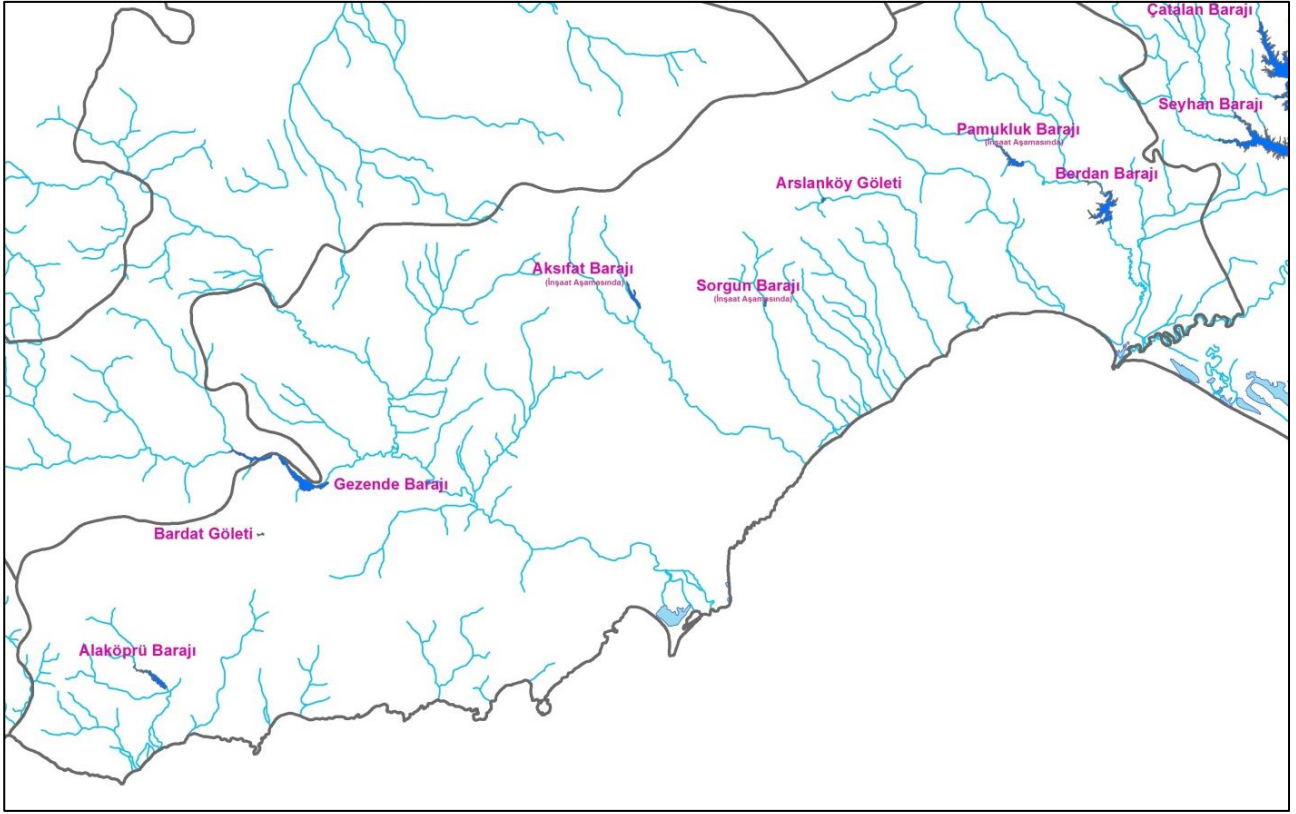 Çatalan Barajı
Seyhan Barajı
Pamukluk Barajı
(İnşaat Aşamasında)
Berdan Barajı
Arslanköy Göleti
Aksıfat Barajı
(İnşaat Aşamasında)
Sorgun Barajı
(İnşaat Aşamasında)
Gezende Barajı
Bardat Göleti
Alaköprü Barajı